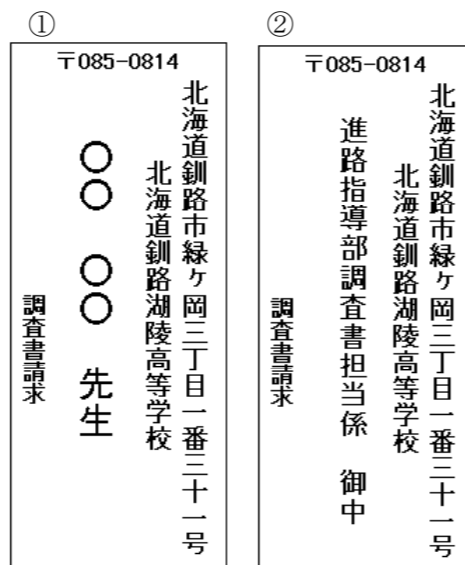 ①
〒085-0814
北海道釧路市緑ヶ岡三丁目一番三十一号
北海道釧路湖陵高等学校
〇〇 〇〇 先生
調査書請求
②
〒085-0814
北海道釧路市緑ヶ岡三丁目一番三十一号
北海道釧路湖陵高等学校
進路指導部調査書担当係 御中
調査書請求